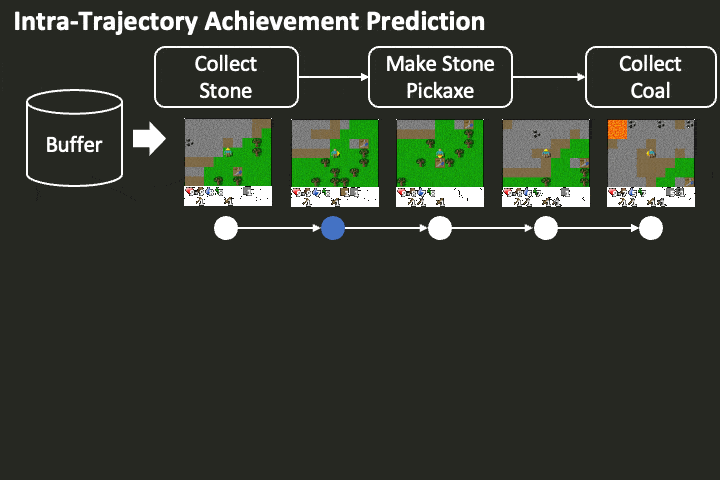 Intra-Trajectory Achievement Prediction
Collect
Stone
Make Stone
Pickaxe
Collect
Coal
Buffer